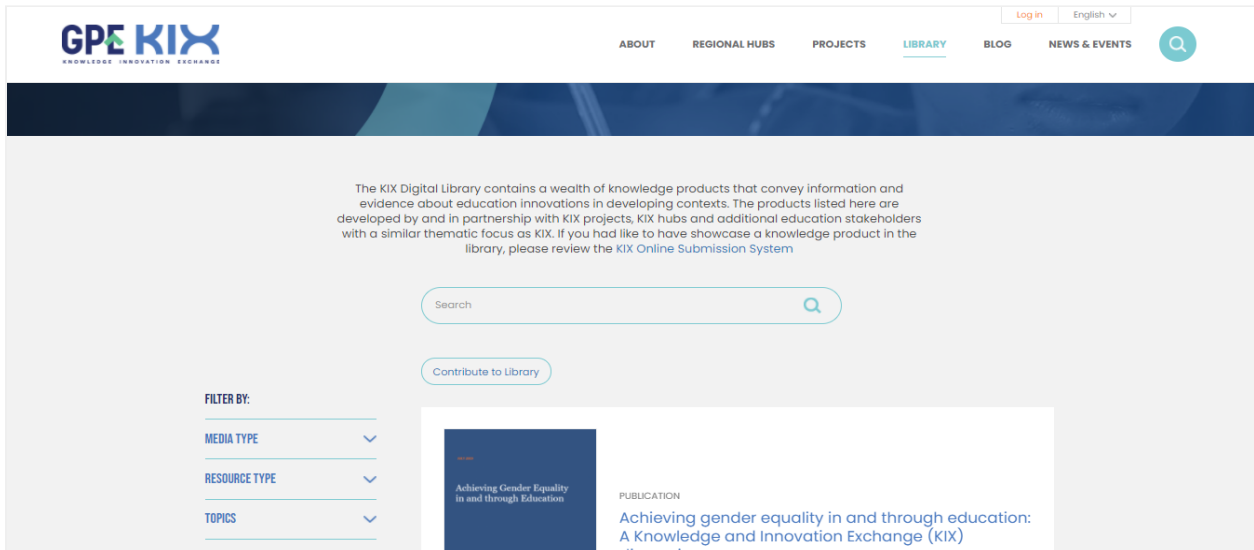 Log in English
GPE KIX
KNOWLEDGE INNOVATION EXCHANGE
ABOUT REGIONAL HUBS PROJECTS LIBRARY BLOG NEWS & EVENTS
The KIX Digital Library contains a wealth of knowledge products that convey information and
evidence about education innovations in developing contexts. The products listed here are
developed by and in partnership with KIX projects, KIX hubs and additional education stakeholders
with a similar thematic focus as KIX. If you had like to have showcase a knowledge product in the
library, please review the KIX Online Submission System
Search
Contribute to Library
FILTER BY:
MEDIA TYPE
RESOURCE TYPE
TOPICS
Achieving Gender Equality
in and through Education
PUBLICATION
Achieving gender equality in and through education:
A Knowledge and Innovation Exchange (KIX)